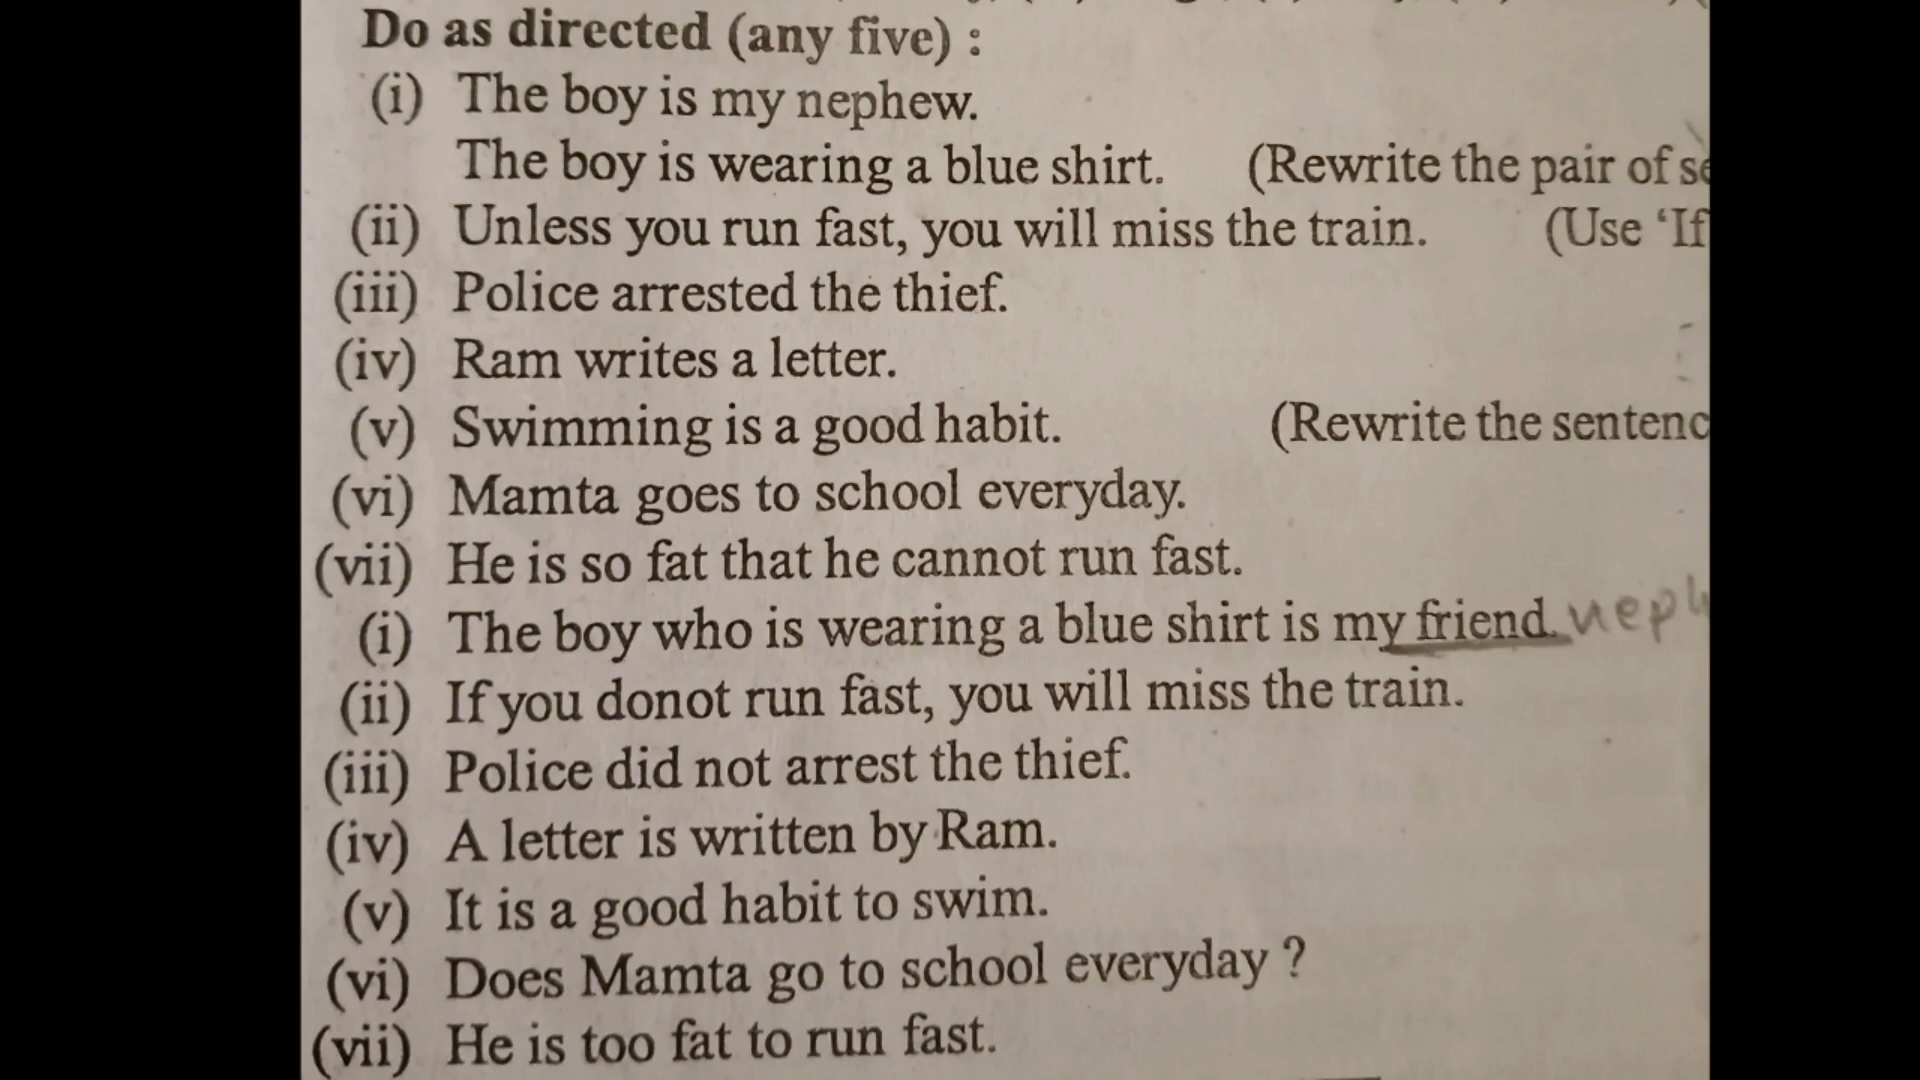 Do as directed (any five) :
(i) The boy is my nephew.
The boy is wearing a blue shirt. (Rewrite the pair of
(ii) Unless you run fast, you will miss the train. (Use ‘If
(iii) Police arrested the thief.
(iv) Ram writes a letter.
(v) Swimming is a good habit. (Rewrite the
(vi) Mamta goes to school everyday.
(vii) He is so fat that he cannot run fast.
(i) The boy who is wearing a blue shirt is my friend.
(ii) If you donot run fast, you will miss the train.
(iii) Police did not arrest the thief.
(iv) A letter is written by Ram.
(v) It is a good habit to swim.
(vi) Does Mamta go to school everyday ?
(vii) He is too fat to run fast.